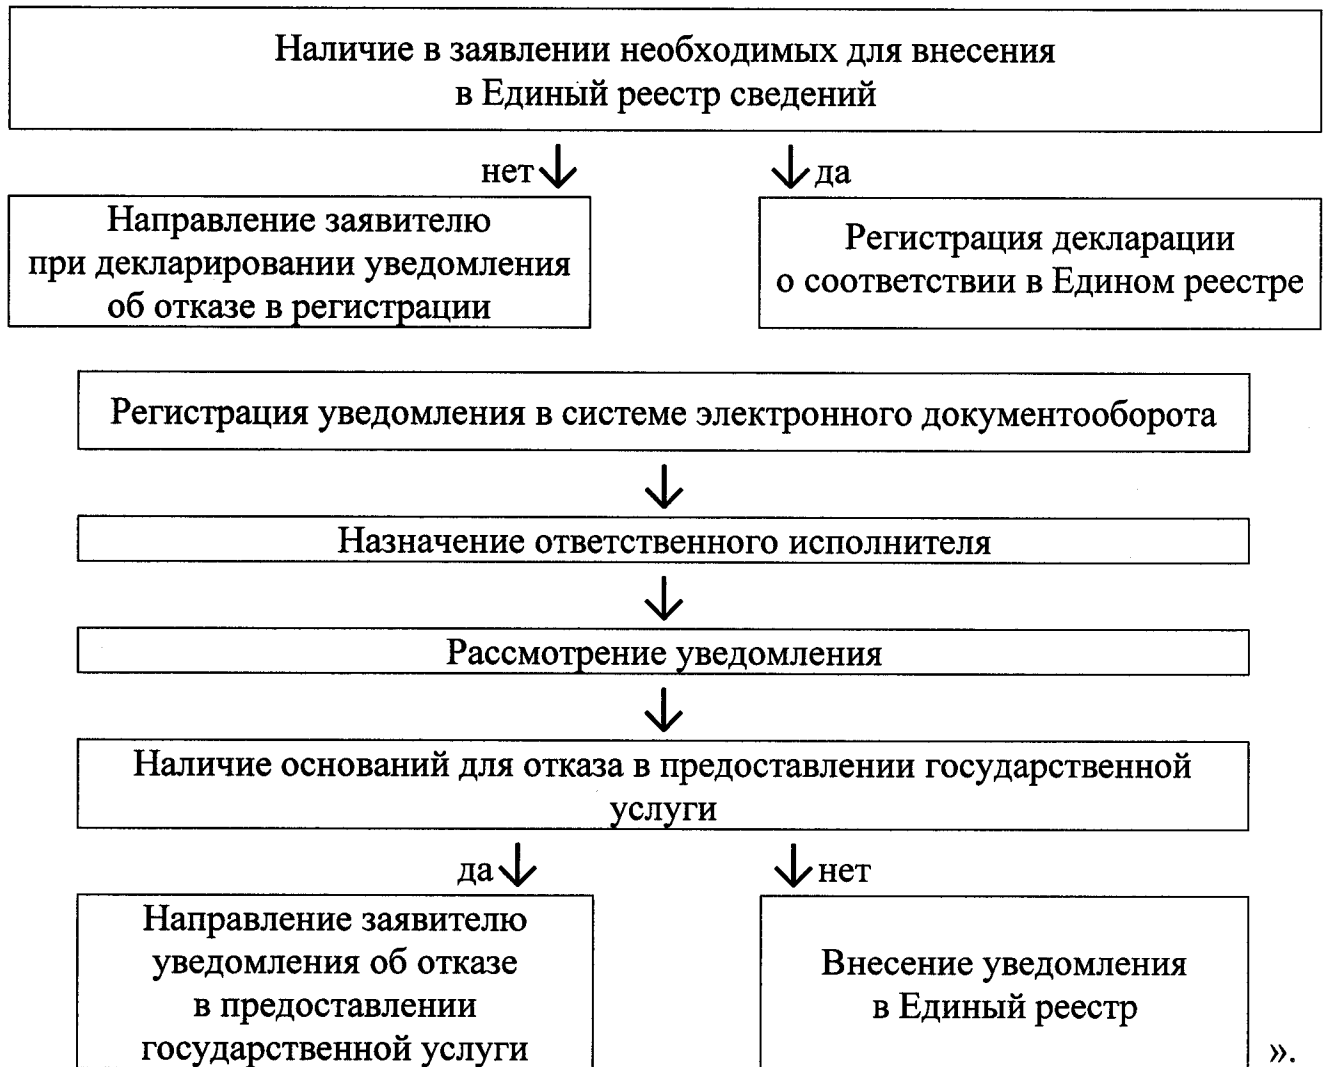 Наличие в заявлении необходимых для внесения
в Единый реестр сведений
нет
да
Направление заявителю
при декларировании уведомления
об отказе в регистрации
Регистрация декларации
о соответствии в Едином реестре
Регистрация уведомления в системе электронного документооборота
Назначение ответственного исполнителя
Рассмотрение уведомления
Наличие оснований для отказа в предоставлении государственной
услуги
да
нет
Направление заявителю
уведомления об отказе
в предоставлении
государственной услуги
Внесение уведомления
в Единый реестр
».